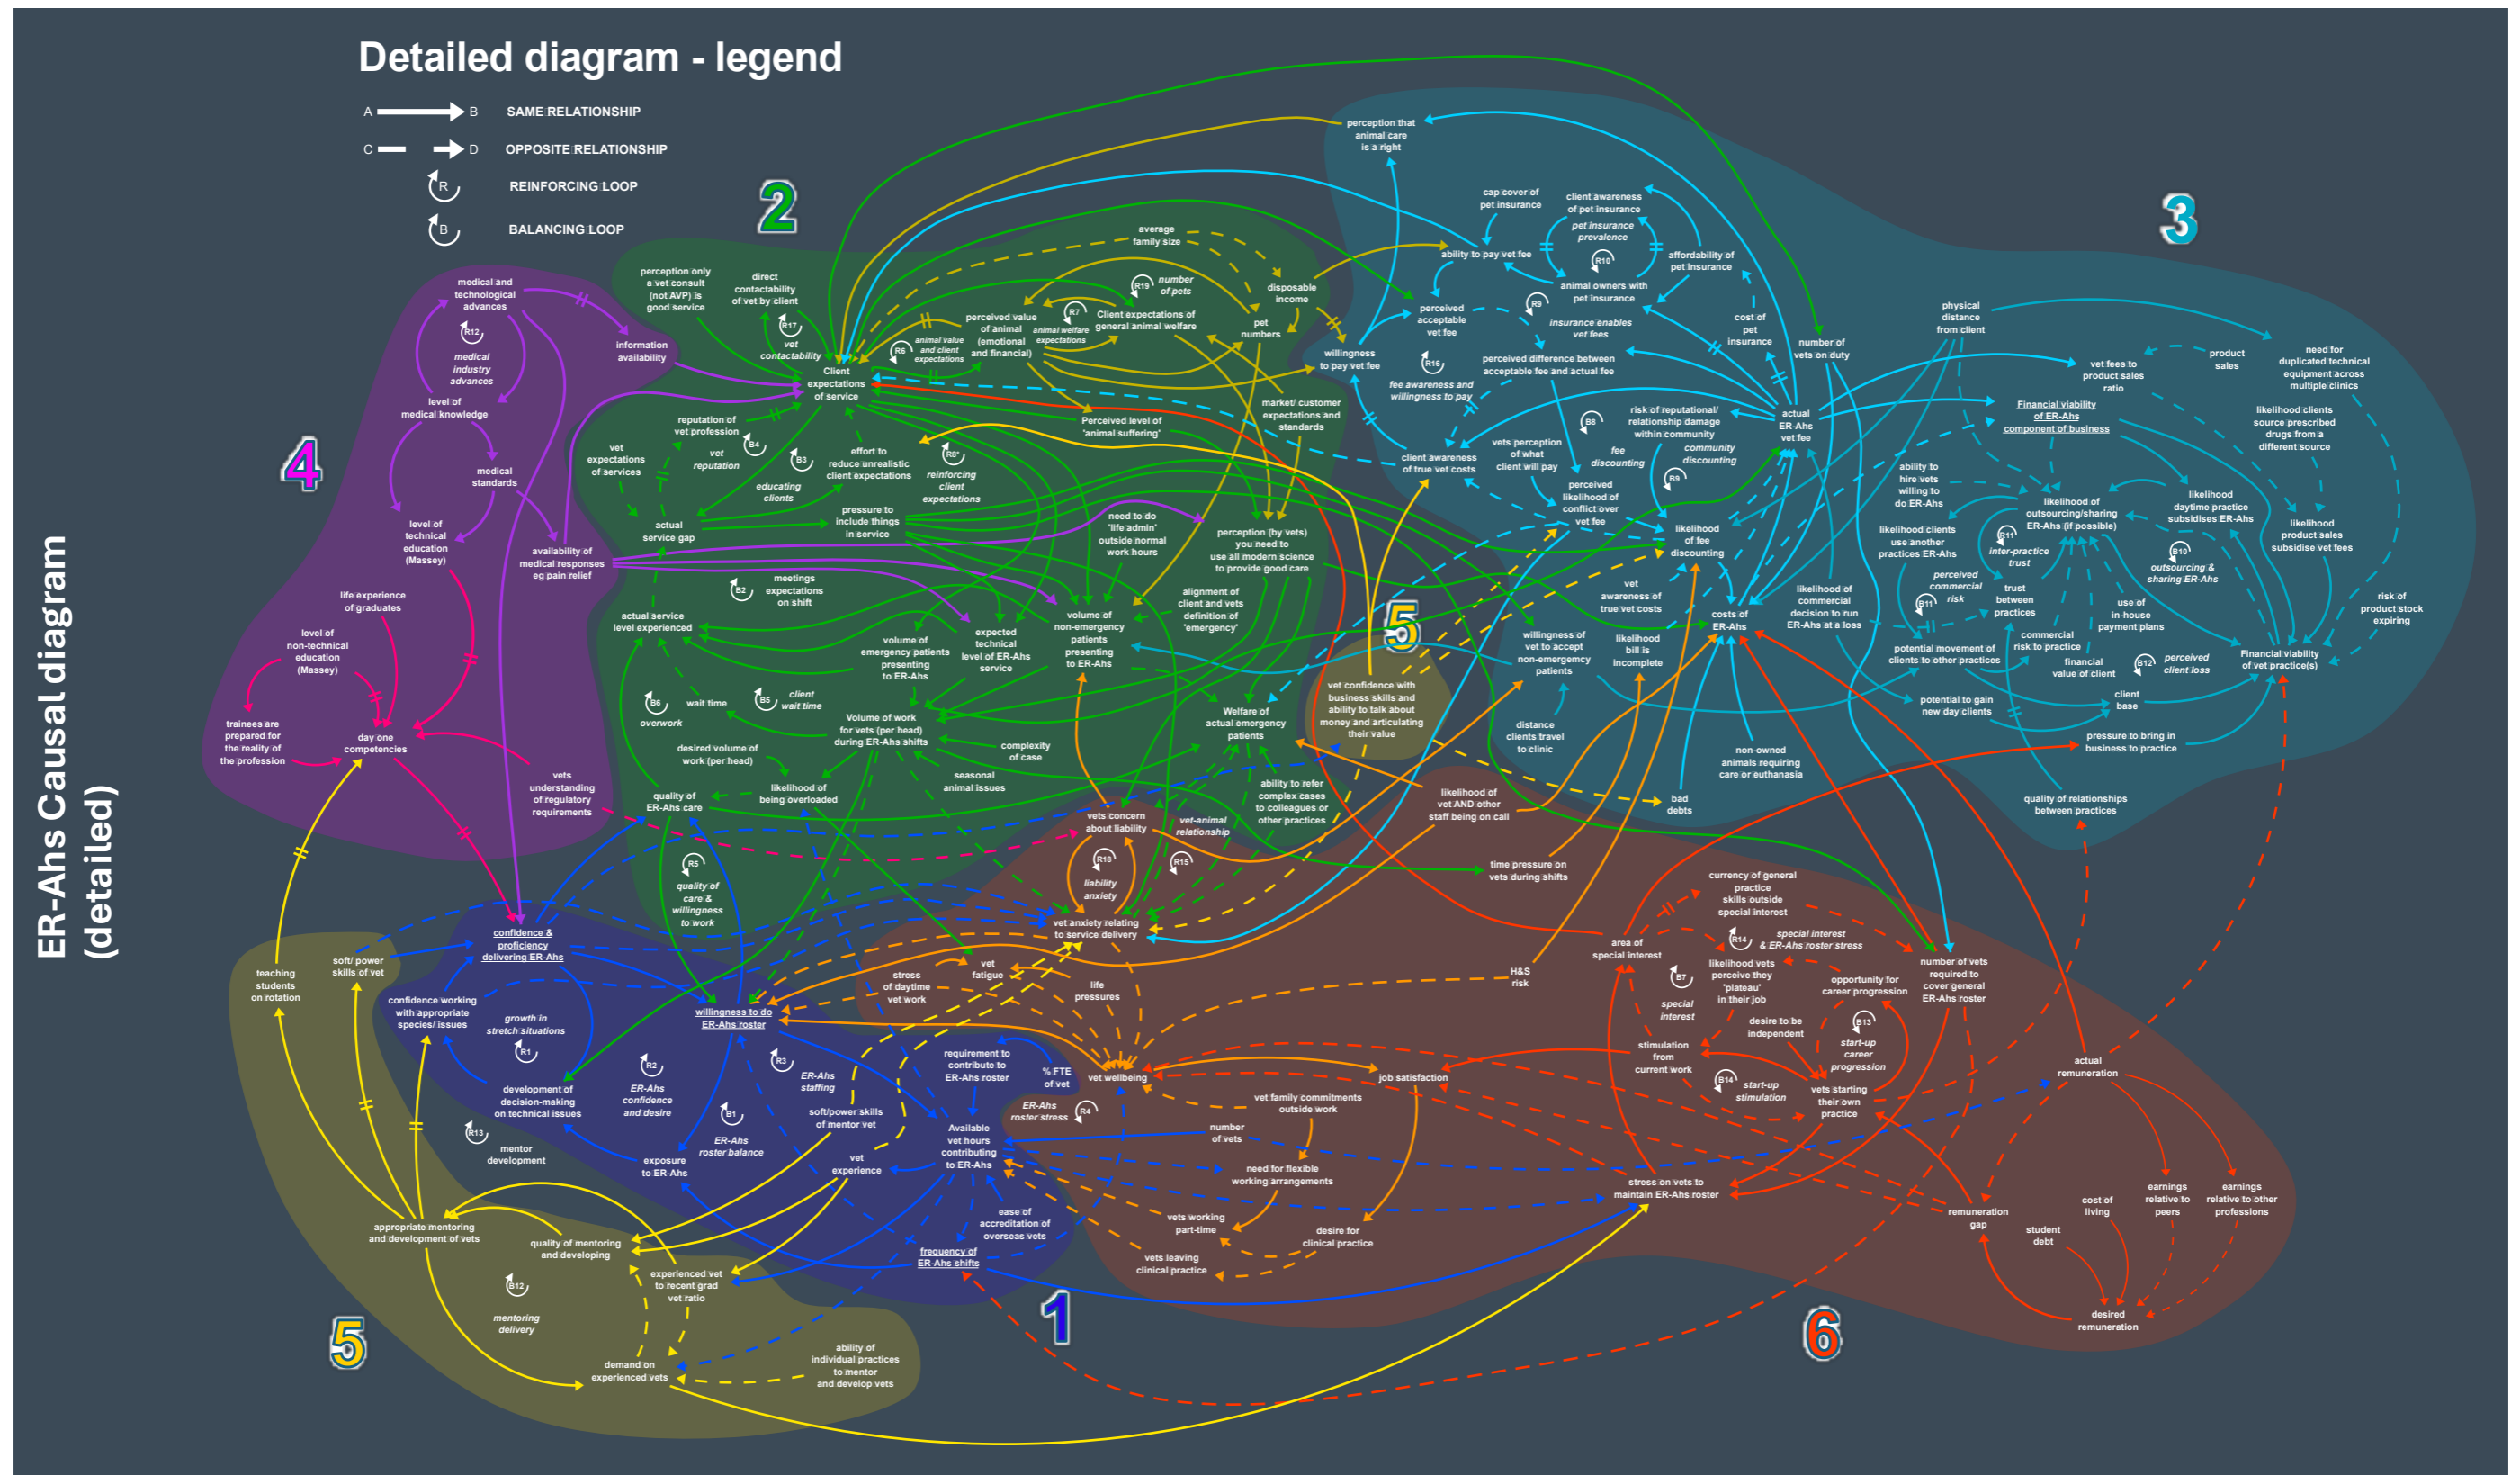 Detailed diagram - legend
A
B
SAME RELATIONSHIP
C
D
OPPOSITE RELATIONSHIP
R
REINFORCING LOOP
B
BALANCING LOOP
ER-Ahs Causal diagram
(detailed)
2
3
4
5
5
1
6
medical and
technological
advances
R12
medical
industry
advances
information
availability
level of
medical knowledge
medical
standards
level of
technical
education
(Massey)
availability of
medical responses
eg pain relief
life experience
of graduates
level of
non-technical
education
(Massey)
trainees are
prepared for
the reality of
the profession
day one
competencies
vets
understanding
of regulatory
requirements
perception only
a vet consult
(not AVP) is
good service
direct
contactability
of vet by client
R17
vet
contactability
average
family size
R19
number
of pets
disposable
income
R7
animal welfare
expectations
Client expectations of
general animal welfare
perceived value
of animal
(emotional
and financial)
pet
numbers
R6
animal value
and client
expectations
Client
expectations
of service
market/ customer
expectations and
standards
Perceived level of
'animal suffering'
reputation of
vet profession
B4
vet
reputation
vet
expectations
of services
B3
educating
clients
effort to
reduce unrealistic
client expectations
R8*
reinforcing
client
expectations
actual
service gap
pressure to
include things
in service
need to do
'life admin'
outside normal
work hours
perception (by vets)
you need to
use all modern science
to provide good care
B2
meetings
expectations
on shift
actual service
level experienced
volume of
emergency patients
presenting
to ER-Ahs
expected
technical
level of ER-Ahs
service
volume of
non-emergency
patients
presenting
to ER-Ahs
alignment of
client and vets
definition of
'emergency'
B6
overwork
wait time
B5
client
wait time
Volume of work
for vets (per head)
during ER-Ahs shifts
Welfare of
actual emergency
patients
desired volume of
work (per head)
complexity
of case
seasonal
animal issues
quality of
ER-Ahs care
likelihood of
being overloaded
ability to refer
complex cases
to colleagues or
other practices
R5
quality of
care &
willingness
to work
perception that
animal care
is a right
cap cover of
pet insurance
client awareness
of pet insurance
pet insurance
prevalence
R10
ability to pay vet fee
affordability of
pet insurance
animal owners with
pet insurance
R9
insurance enables
vet fees
perceived
acceptable
vet fee
cost of
pet
insurance
number of
vets on duty
physical
distance
from client
willingness
to pay vet fee
R16
fee awareness and
willingness to pay
perceived difference between
acceptable fee and actual fee
vet fees to
product sales
ratio
product
sales
need for
duplicated technical
equipment across
multiple clinics
actual
ER-Ahs
vet fee
Financial viability
of ER-Ahs
component of business
likelihood clients
source prescribed
drugs from a
different source
risk of reputational/
relationship damage
within community
B8
fee
discounting
community
discounting
B9
vets perception
of what
client will pay
client awareness
of true vet costs
perceived
likelihood of
conflict over
vet fee
likelihood
of fee
discounting
ability to
hire vets
willing to
do ER-Ahs
likelihood of
outsourcing/sharing
ER-Ahs (if possible)
likelihood
daytime practice
subsidises ER-Ahs
likelihood
product sales
subsidise vet fees
likelihood clients
use another
practices ER-Ahs
R11
inter-practice
trust
B10
outsourcing &
sharing ER-Ahs
perceived
commercial
risk
B11
trust
between
practices
use of
in-house
payment plans
risk of
product stock
expiring
vet
awareness of
true vet costs
costs of
ER-Ahs
likelihood of
commercial
decision to run
ER-Ahs at a loss
commercial
risk to practice
potential movement of
clients to other practices
financial
value of client
B12
perceived
client loss
Financial viability
of vet practice(s)
willingness of
vet to accept
non-emergemcy
patients
likelihood
bill is
incomplete
client
base
potential to gain
new day clients
distance
clients travel
to clinic
non-owned
animals requiring
care or euthanasia
pressure to bring in
business to practice
bad
debts
quality of relationships
between practices
vet confidence with
business skills and
ability to talk about
money and articulating
their value
likelihood of
vet AND other
staff being on call
time pressure on
vets during shifts
vets concern
about liability
vet-animal
relationship
R18
liability
anxiety
R15
vet anxiety relating
to service delivery
vet
fatigue
stress
of daytime
vet work
life
pressures
H&S
risk
vet wellbeing
job satisfaction
vet family commitments
outside work
number
of vets
need for flexible
working arrangements
vets working
part-time
desire for
clinical practice
vets leaving
clinical practice
ER-Ahs
roster stress
R4
currency of general
practice
skills outside
special interest
area of
special interest
R14
special interest
& ER-Ahs roster stress
B7
special
interest
likelihood vets
perceive they
'plateau'
in their job
opportunity for
career progression
number of vets
required to
cover general
ER-Ahs roster
desire to be
independent
B13
start-up
career
progression
stimulation
from
current work
B14
start-up
stimulation
vets starting
their own
practice
actual
remuneration
stress on vets to
maintain ER-Ahs roster
remuneration
gap
student
debt
cost of
living
earnings
relative to
peers
earnings
relative to other
professions
desired
remuneration
confidence &
proficiency
delivering ER-Ahs
soft/ power
skills of vet
teaching
students
on rotation
confidence working
with appropriate
species/ issues
growth in
stretch situations
R1
willingness to do
ER-Ahs roster
R2
ER-Ahs
confidence
and desire
R3
ER-Ahs
staffing
requirement to
contribute to
ER-Ahs roster
% FTE
of vet
development of
decision-making
on technical issues
B1
ER-Ahs
roster balance
soft/power skills
of mentor vet
Available
vet hours
contributing
to ER-Ahs
R13
mentor
development
exposure
to ER-Ahs
vet
experience
ease of
accreditation of
overseas vets
frequency of
ER-Ahs shifts
appropriate mentoring
and development of vets
quality of mentoring
and developing
experienced vet
to recent grad
vet ratio
B12
mentoring
delivery
demand on
experienced vets
ability of
individual practices
to mentor
and develop vets